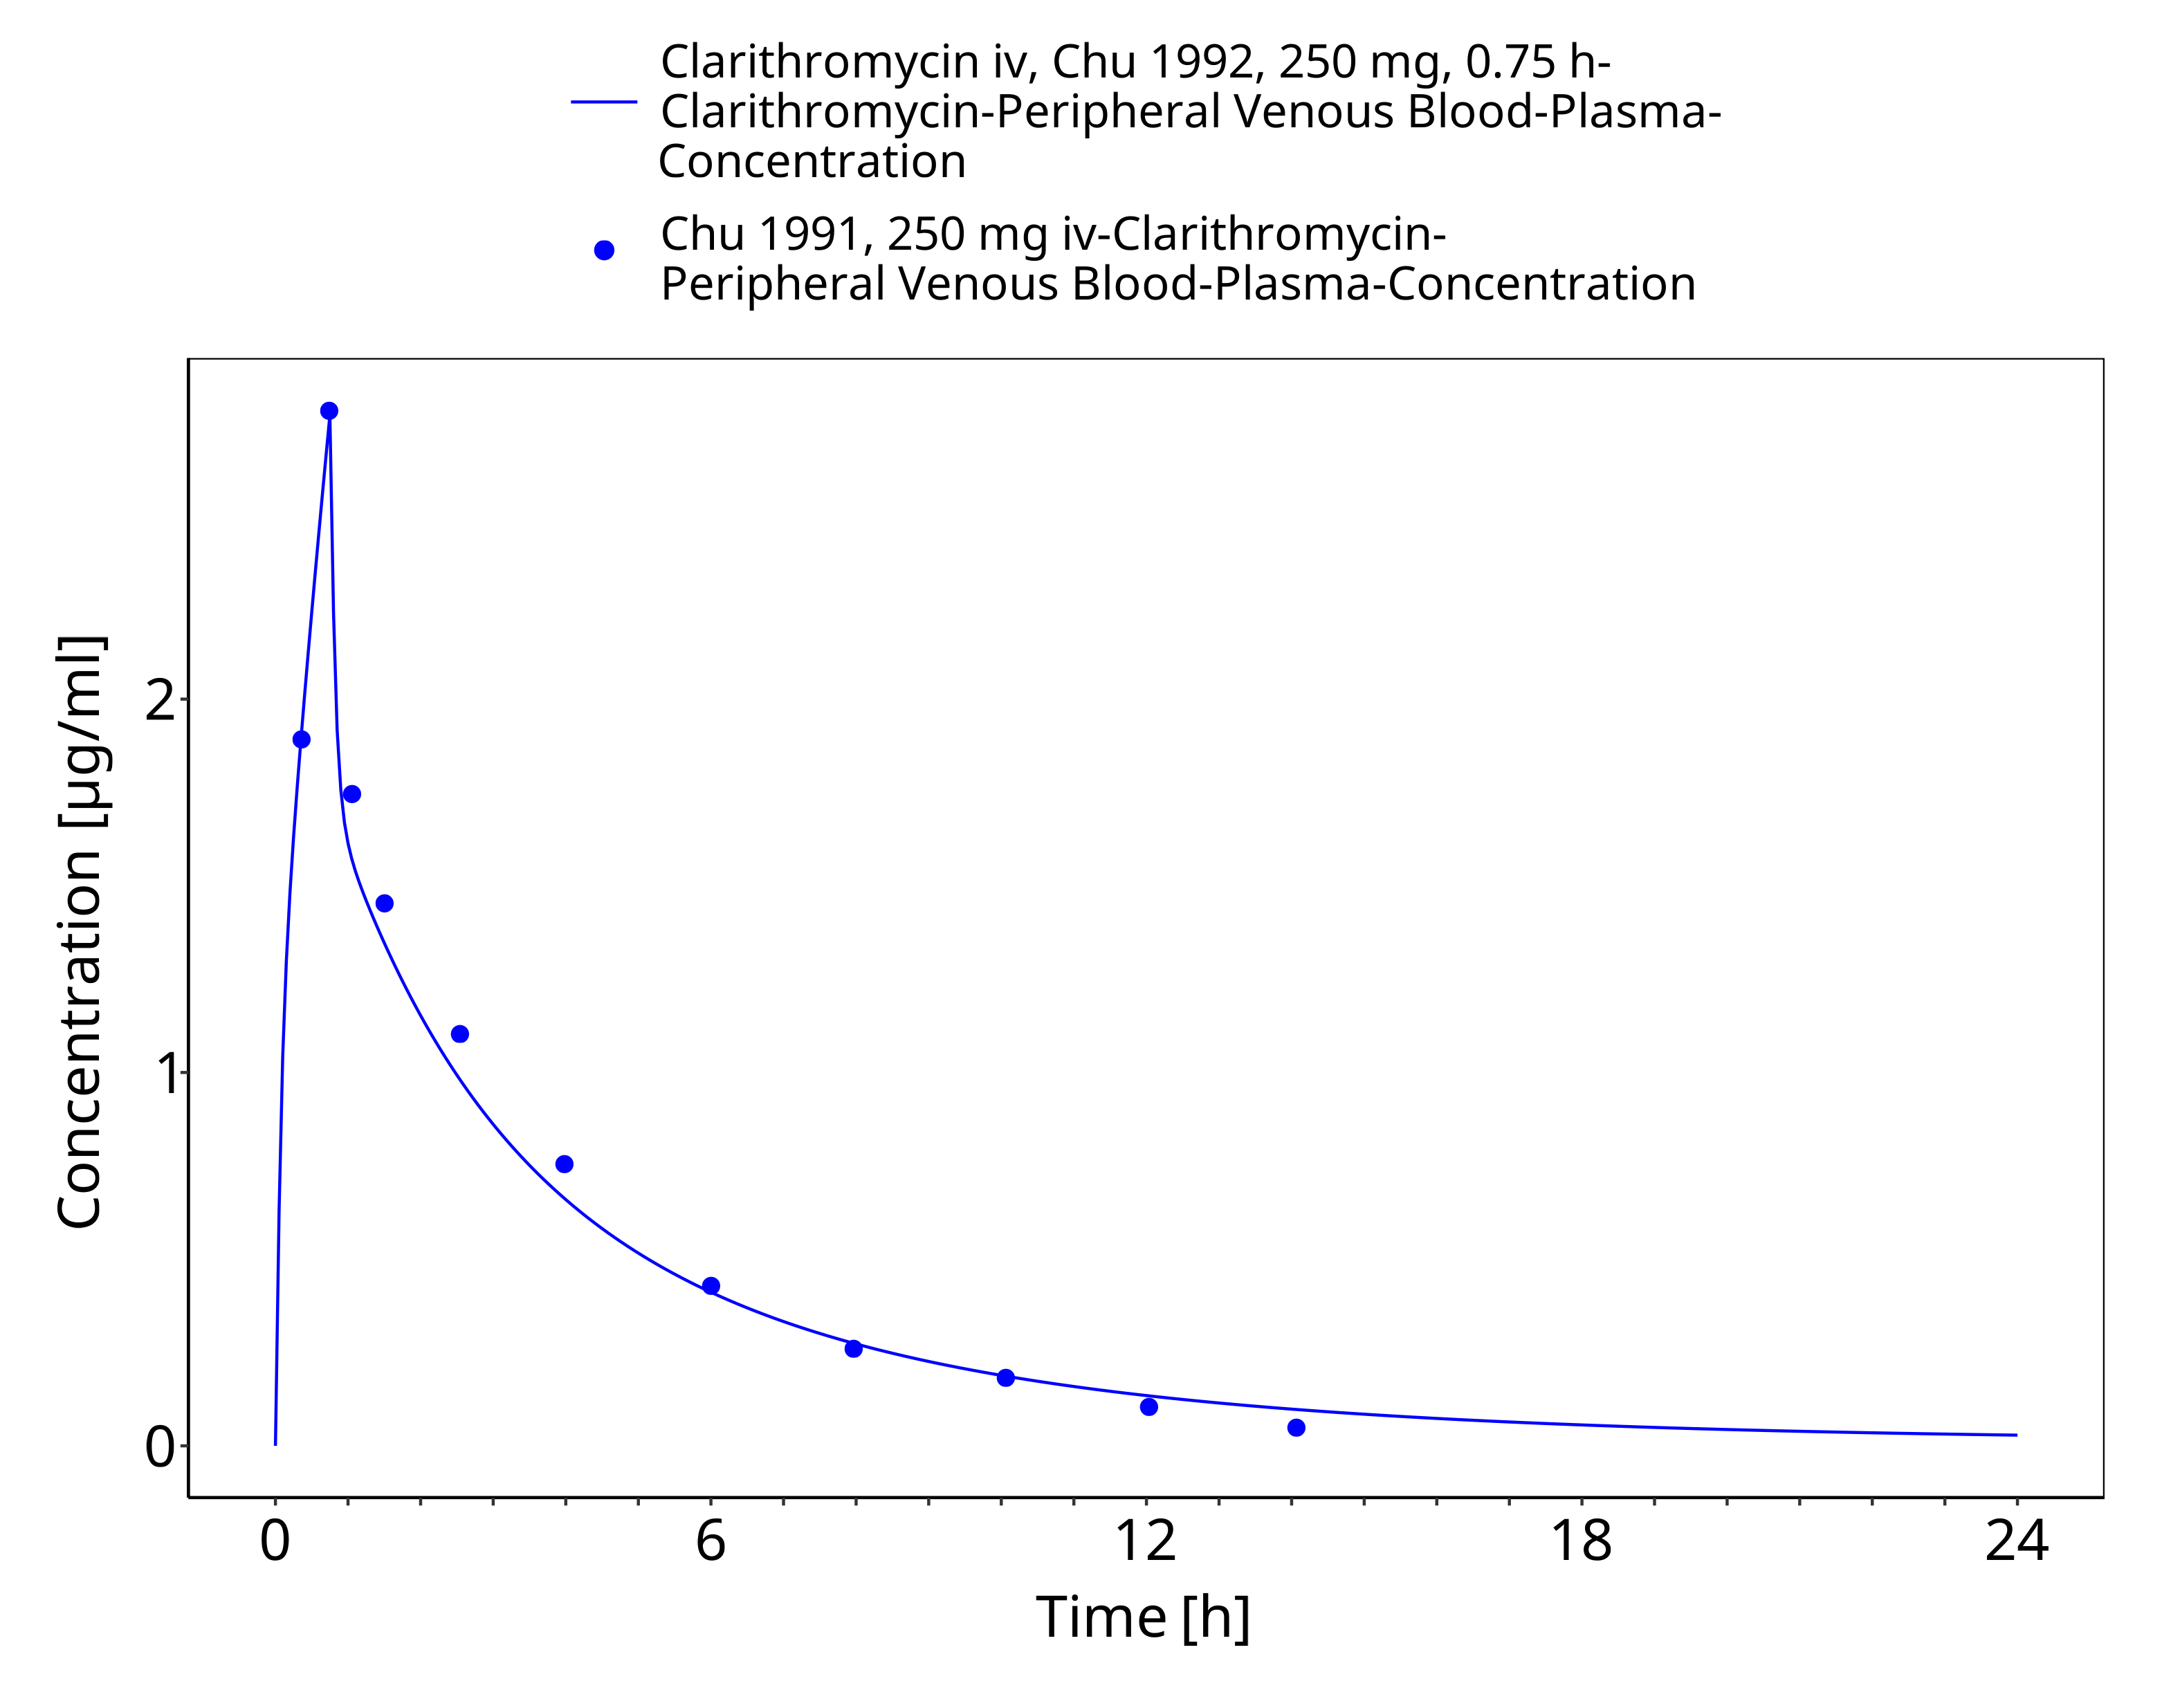 Clarithromycin iv, Chu 1992, 250 mg, 0.75 h-
Clarithromycin-Peripheral Venous Blood-Plasma-
Concentration
Chu 1991, 250 mg iv-Clarithromycin-
Peripheral Venous Blood-Plasma-Concentration
Concentration [µg/ml]
2
1
0
0 6 12 18 24
Time [h]